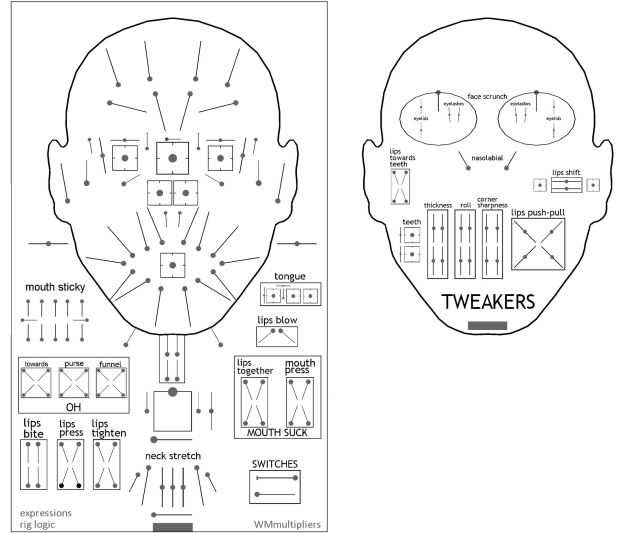 mouth sticky
tongue
lips blow
towards
purse
funnel
OH
lips
together
mouth
press
MOUTH SUCK
lips
bite
lips
press
lips
tighten
neck stretch
SWITCHES
expressions
rig logic
WMmultipliers
face scrunch
eyelashes
eyelashes
eyelids
eyelids
lips
towards
teeth
nasolabial
lips shift
thickness
roll
corner
sharpness
lips push-pull
teeth
TWEAKERS